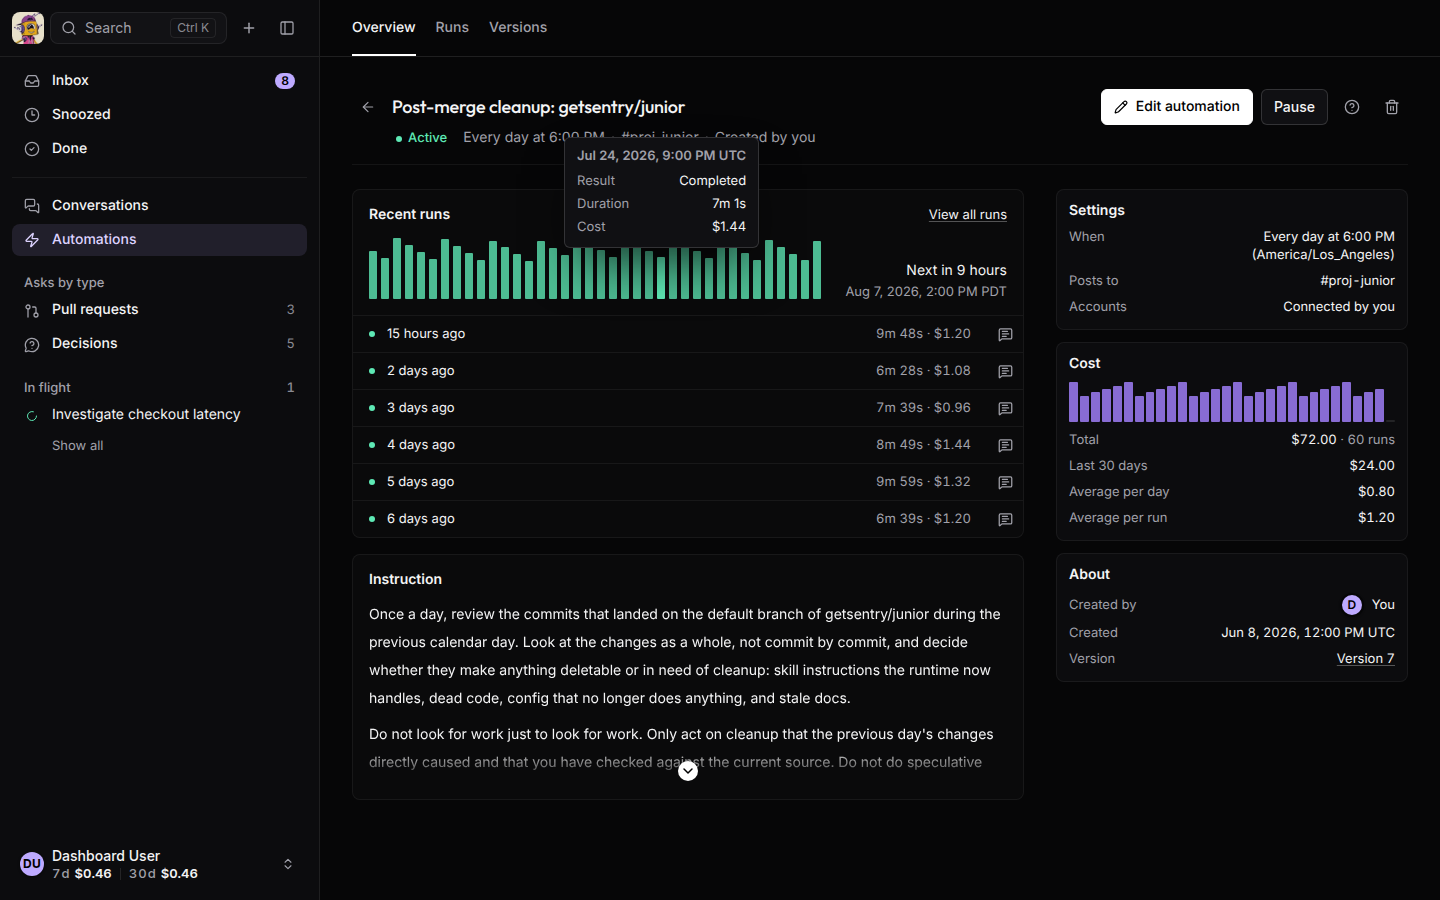 Search
Ctrl K
Inbox
8
Snoozed
Done
Conversations
Automations
Asks by type
Pull requests
3
Decisions
5
In flight
1
Investigate checkout latency
Show all
DU
Dashboard User
7d $0.46
30d $0.46
Overview
Runs
Versions
Post-merge cleanup: getsentry/junior
Edit automation
Pause
Active
Every day at 6:00 PM · #proj-junior · Created by you
Jul 24, 2026, 9:00 PM UTC
Result Completed
Duration 7m 1s
Cost $1.44
Recent runs
View all runs
Next in 9 hours
Aug 7, 2026, 2:00 PM PDT
15 hours ago 9m 48s · $1.20
2 days ago 6m 28s · $1.08
3 days ago 7m 39s · $0.96
4 days ago 8m 49s · $1.44
5 days ago 9m 59s · $1.32
6 days ago 6m 39s · $1.20
Instruction
Once a day, review the commits that landed on the default branch of getsentry/junior during the
previous calendar day. Look at the changes as a whole, not commit by commit, and decide
whether they make anything deletable or in need of cleanup: skill instructions the runtime now
handles, dead code, config that no longer does anything, and stale docs.
Do not look for work just to look for work. Only act on cleanup that the previous day's changes
directly caused and that you have checked against the current source. Do not do speculative
Settings
When Every day at 6:00 PM
(America/Los_Angeles)
Posts to #proj-junior
Accounts Connected by you
Cost
Total $72.00 · 60 runs
Last 30 days $24.00
Average per day $0.80
Average per run $1.20
About
Created by D You
Created Jun 8, 2026, 12:00 PM UTC
Version Version 7